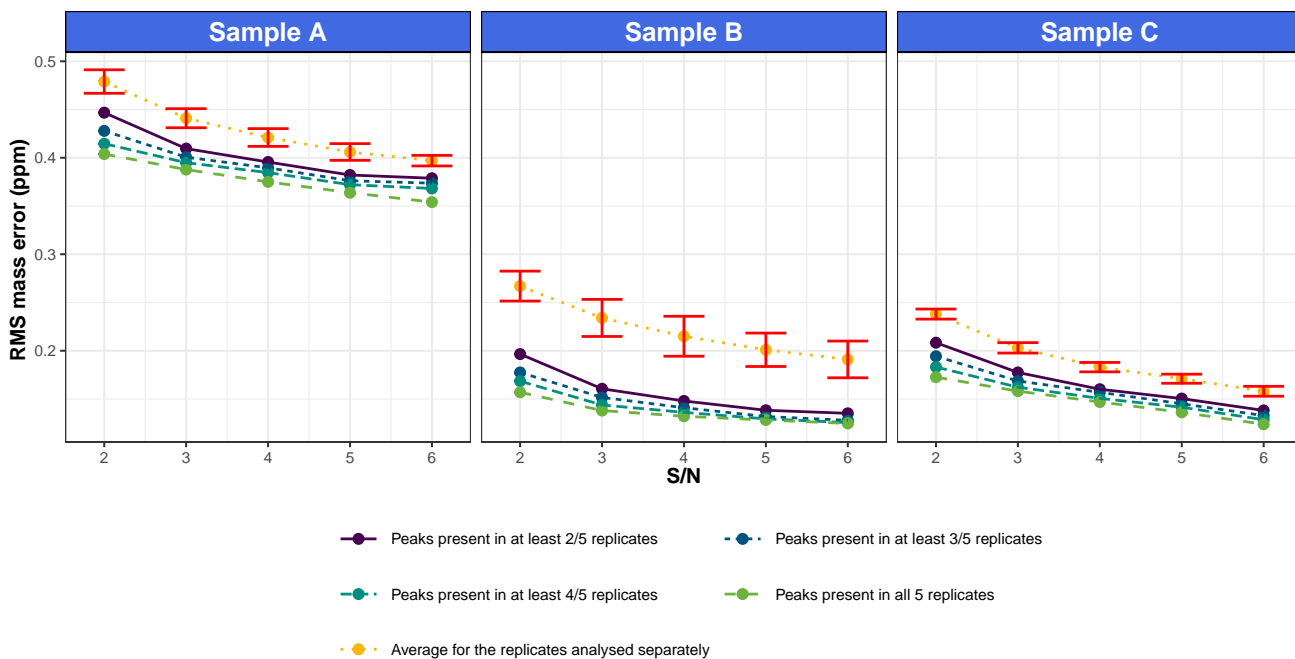 Sample A
Sample B
Sample C
RMS mass error (ppm)
0.5
0.4
0.3
0.2
2 3 4 5 6
2 3 4 5 6
2 3 4 5 6
S/N
Peaks present in at least 2/5 replicates
Peaks present in at least 3/5 replicates
Peaks present in at least 4/5 replicates
Peaks present in all 5 replicates
Average for the replicates analysed separately